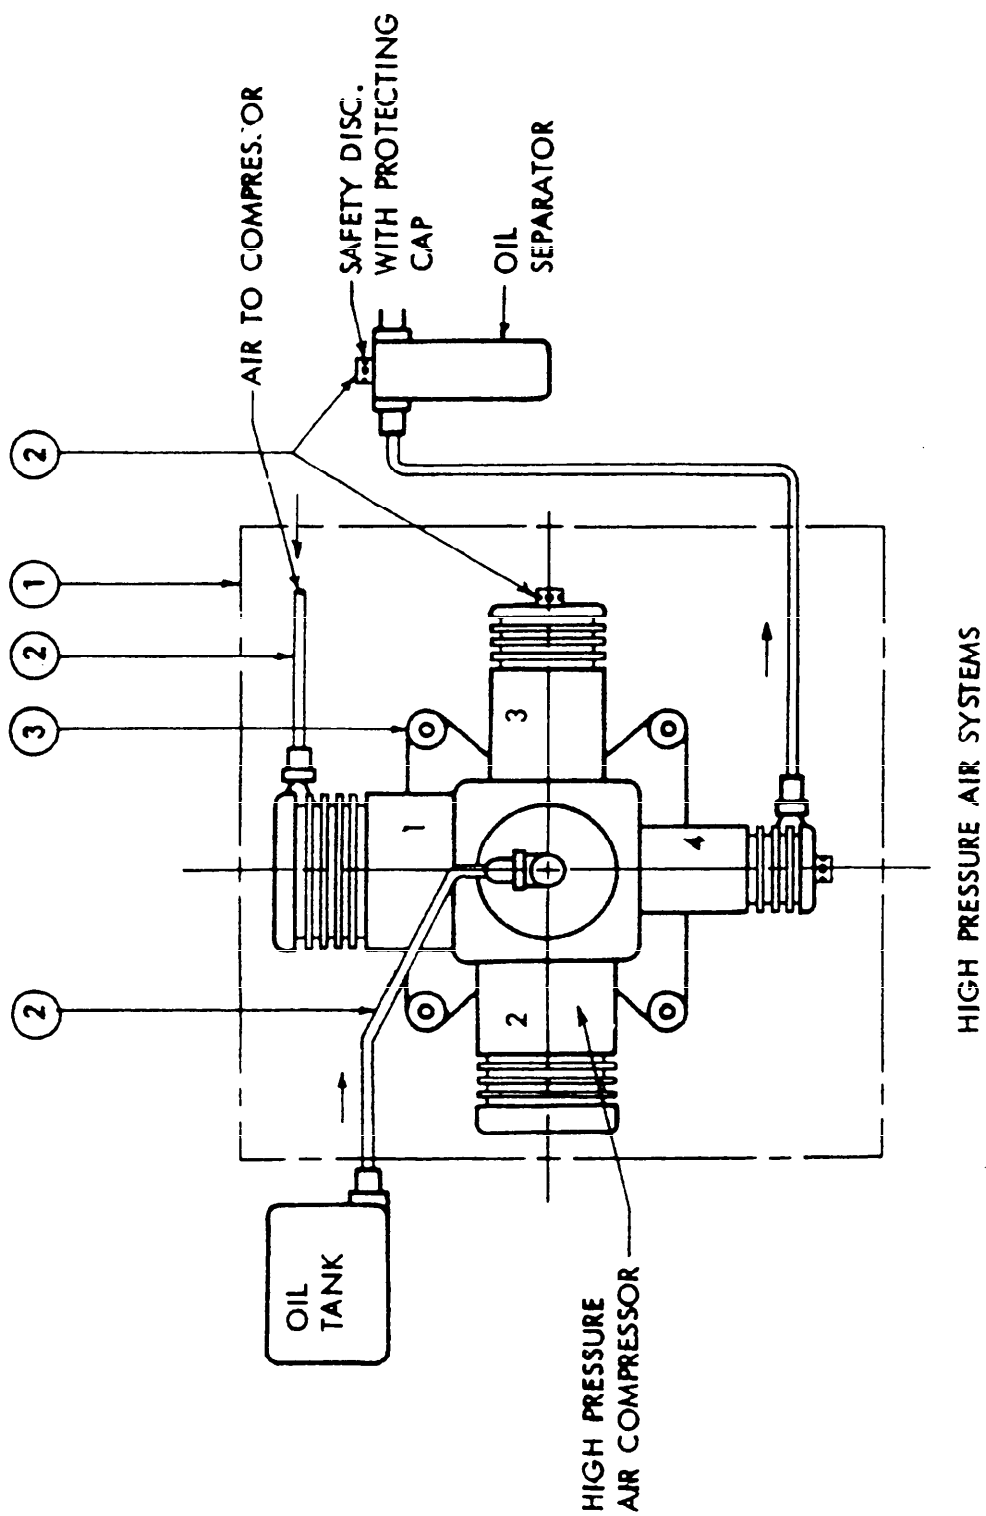 2
3
2
1
2
OIL
TANK
1
2
3
4
AIR TO COMPRES.OR
SAFETY DISC.
WITH PROTECTING
CAP
OIL
SEPARATOR
HIGH PRESSURE
AIR COMPRESSOR
HIGH PRESSURE AIR SYSTEMS